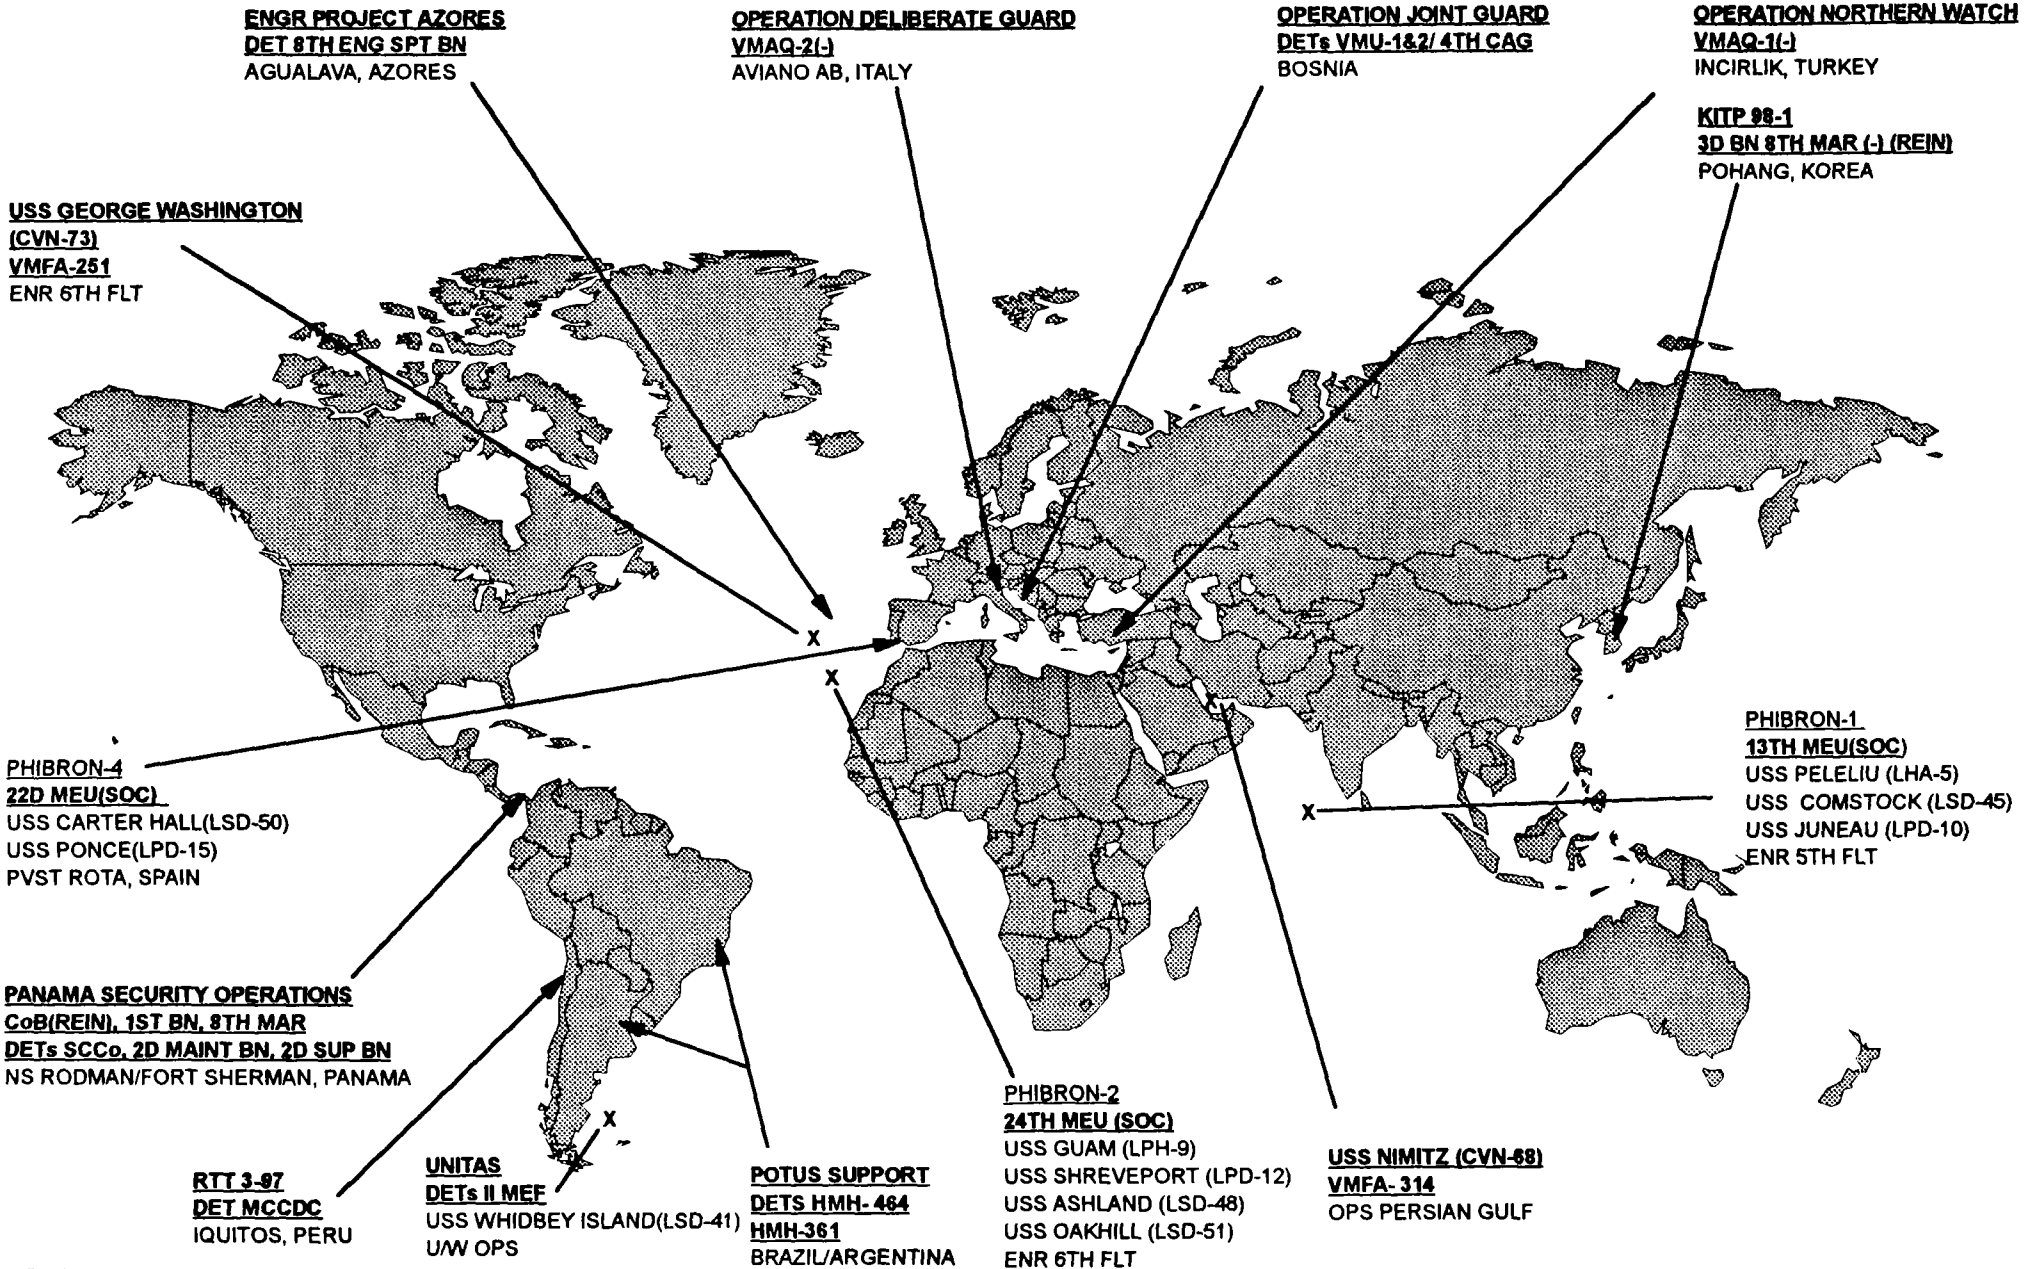 ENGR PROJECT AZORES
DET 8TH ENG SPT BN
AGUALAVA, AZORES
OPERATION DELIBERATE GUARD
VMAQ-2(-)
AVIANO AB, ITALY
OPERATION JOINT GUARD
DETs VMU-1&2/ 4TH CAG
BOSNIA
OPERATION NORTHERN WATCH
VMAQ-1(-)
INCIRLIK, TURKEY
KITP 98-1
3D BN 8TH MAR (-) (REIN)
POHANG, KOREA
USS GEORGE WASHINGTON
(CVN-73)
VMFA-251
ENR 6TH FLT
X
X
X
X
X
PHIBRON-4
22D MEU(SOC)
USS CARTER HALL(LSD-50)
USS PONCE(LPD-15)
PVST ROTA, SPAIN
PHIBRON-1
13TH MEU(SOC)
USS PELELIU (LHA-5)
USS COMSTOCK (LSD-45)
USS JUNEAU (LPD-10)
ENR 5TH FLT
PANAMA SECURITY OPERATIONS
CoB(REIN), 1ST BN, 8TH MAR
DETs SCCo, 2D MAINT BN, 2D SUP BN
NS RODMAN/FORT SHERMAN, PANAMA
RTT 3-97
DET MCCDC
IQUITOS, PERU
UNITAS
DETs II MEF
USS WHIDBEY ISLAND(LSD-41)
U/W OPS
POTUS SUPPORT
DETS HMH- 464
HMH-361
BRAZIL/ARGENTINA
PHIBRON-2
24TH MEU (SOC)
USS GUAM (LPH-9)
USS SHREVEPORT (LPD-12)
USS ASHLAND (LSD-48)
USS OAKHILL (LSD-51)
ENR 6TH FLT
USS NIMITZ (CVN-68)
VMFA- 314
OPS PERSIAN GULF